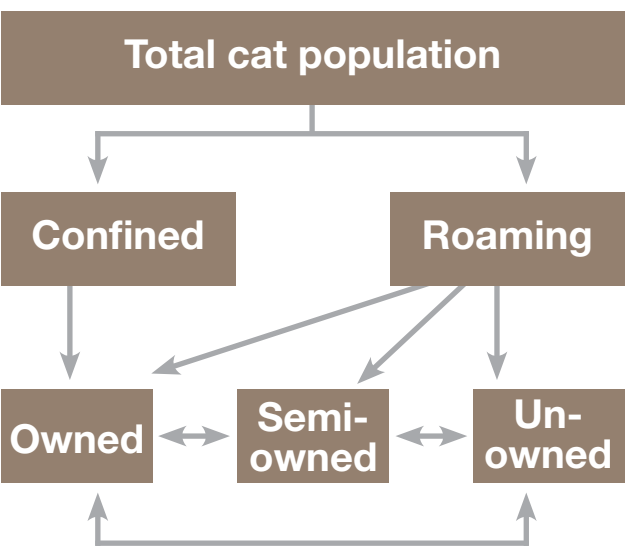 Total cat population
Confined
Roaming
Owned
Semi-
owned
Un-
owned